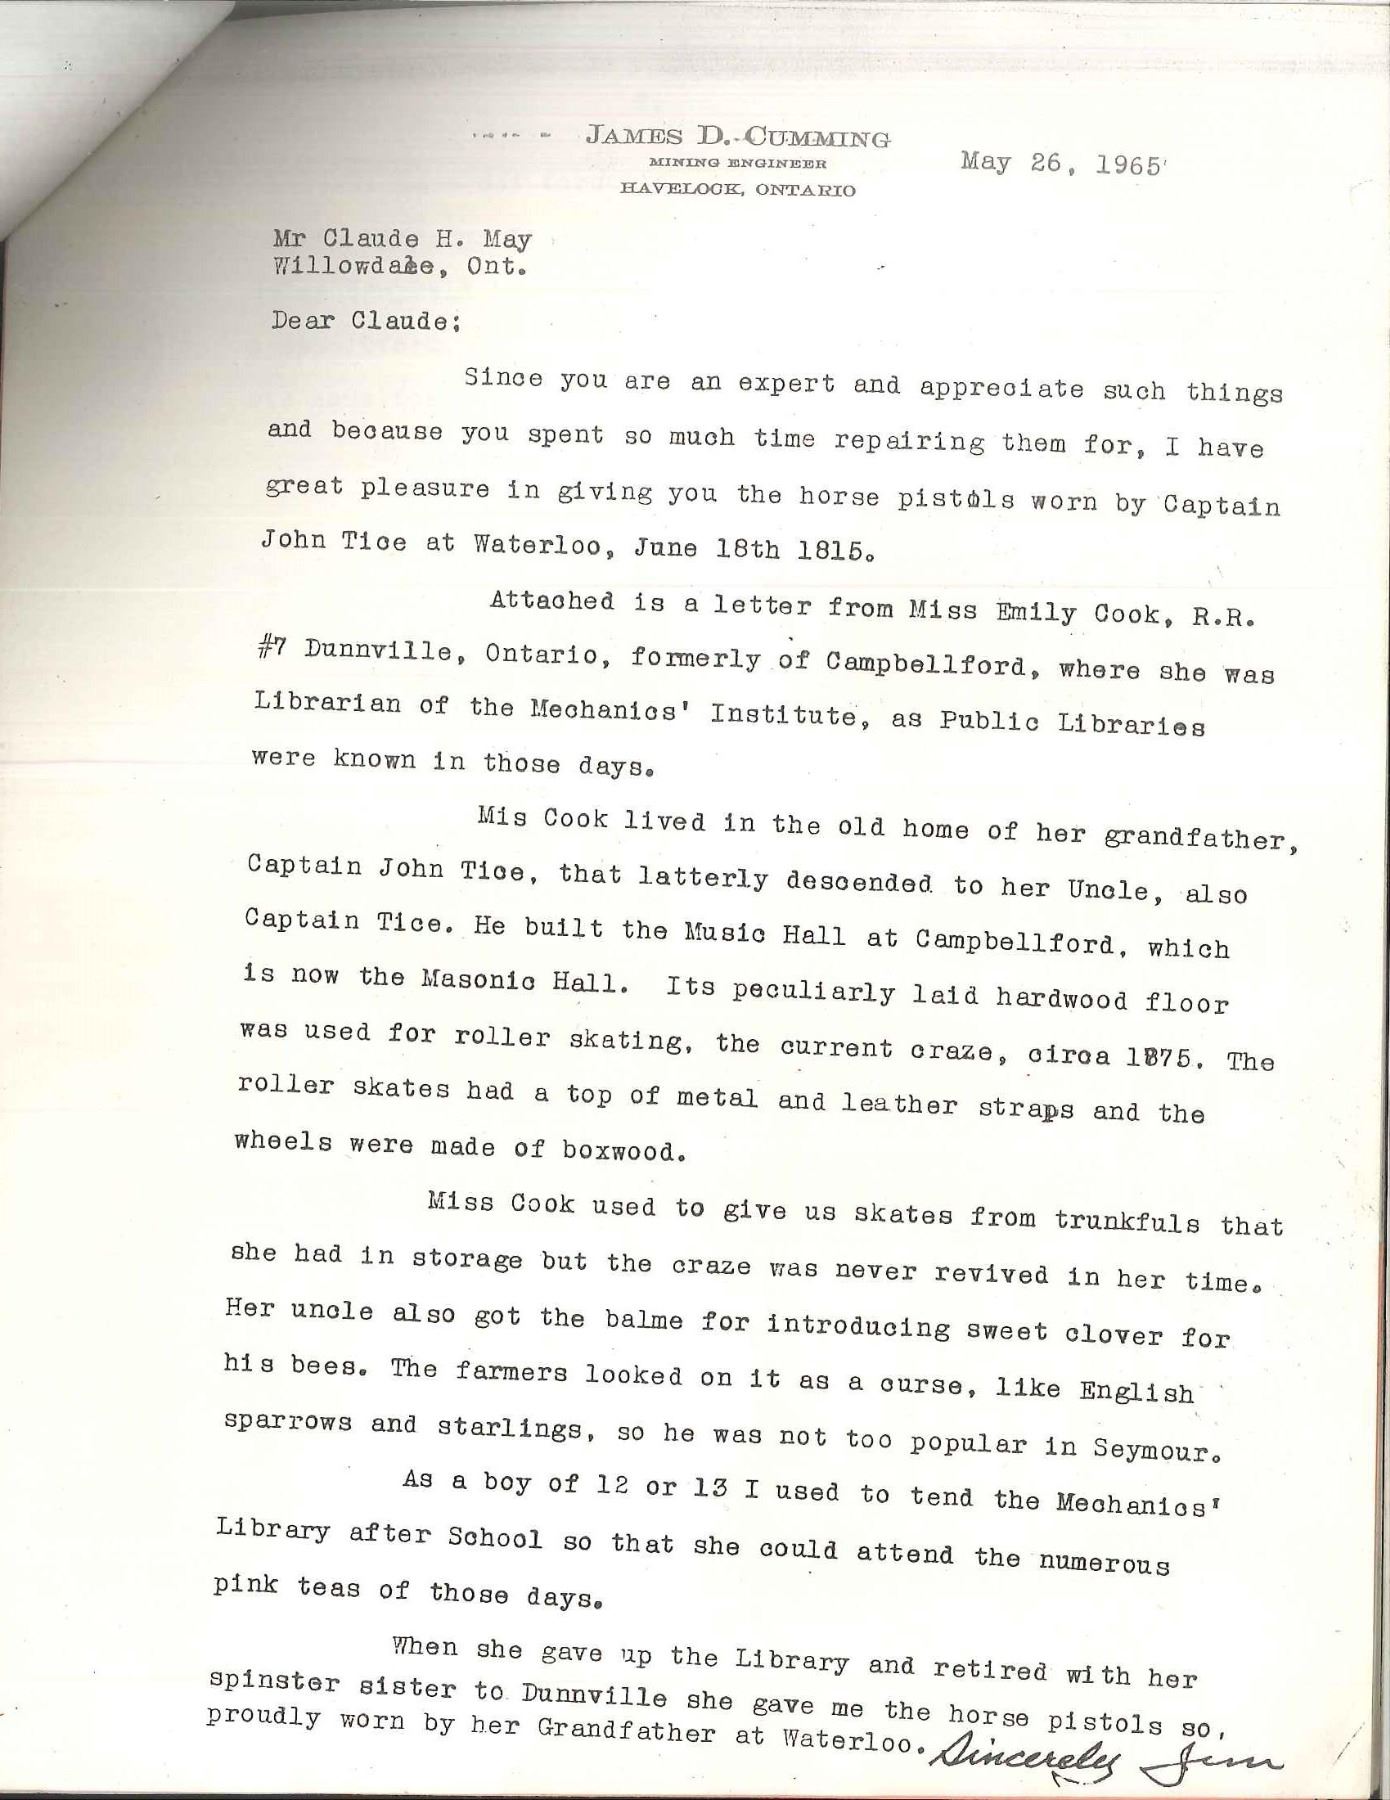 JAMES D. CUMMING
MINING ENGINEER
HAVELOCK, ONTARIO
May 26, 1965
Mr Claude H. May
Willowdale, Ont.
Dear Claude;
Since you are an expert and appreciate such things
and because you spent so much time repairing them for, I have
great pleasure in giving you the horse pistols worn by Captain
John Tice at Waterloo, June 18th 1815.
Attached is a letter from Miss Emily Cook, R.R.
#7 Dunnville, Ontario, formerly of Campbellford, where she was
Librarian of the Mechanics' Institute, as Public Libraries
were known in those days.
Mis Cook lived in the old home of her grandfather,
Captain John Tice, that latterly descended to her Uncle, also
Captain Tice. He built the Music Hall at Campbellford, which
is now the Masonic Hall. Its peculiarly laid hardwood floor
was used for roller skating, the current craze, circa 1875. The
roller skates had a top of metal and leather straps and the
wheels were made of boxwood.
Miss Cook used to give us skates from trunkfuls that
she had in storage but the craze was never revived in her time.
Her uncle also got the balme for introducing sweet clover for
his bees. The farmers looked on it as a curse, like English
sparrows and starlings, so he was not too popular in Seymour.
As a boy of 12 or 13 I used to tend the Mechanics'
Library after School so that she could attend the numerous
pink teas of those days.
When she gave up the Library and retired with her
spinster sister to Dunnville she gave me the horse pistols so,
proudly worn by her Grandfather at Waterloo. Sincerely Jim